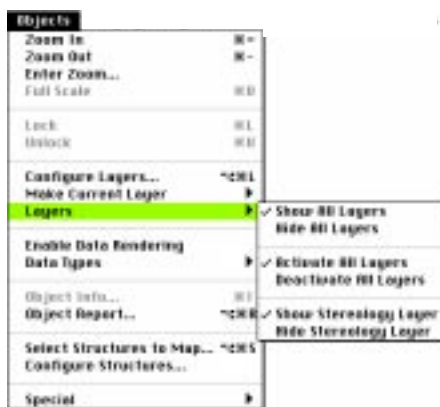 Objects
Zoom In ⌘=
Zoom Out ⌘-
Enter Zoom...
Full Scale
Lock ⌘L
Unlock ⌘U
Configure Layers... ⌥⌘L
Make Current Layer
Layers
Enable Data Rendering
Data Types
Object Info... ⌘I
Object Report... ⌥⌘R
Select Structures to Map... ⌥⌘S
Configure Structures...
Special
✓ Show All Layers
Hide All Layers
✓ Activate All Layers
Deactivate All Layers
✓ Show Stereology Layer
Hide Stereology Layer